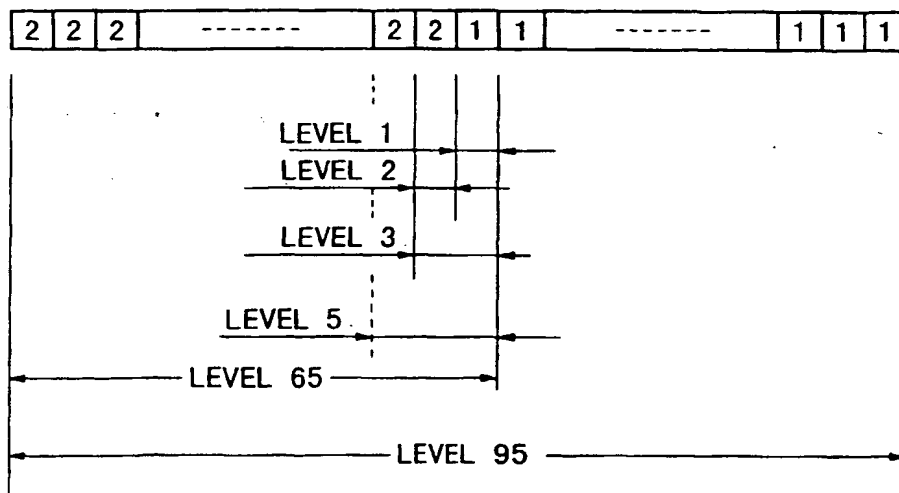 2 2 2 ------- 2 2 1 1 ------- 1 1 1
LEVEL 1
LEVEL 2
LEVEL 3
LEVEL 5
LEVEL 65
LEVEL 95